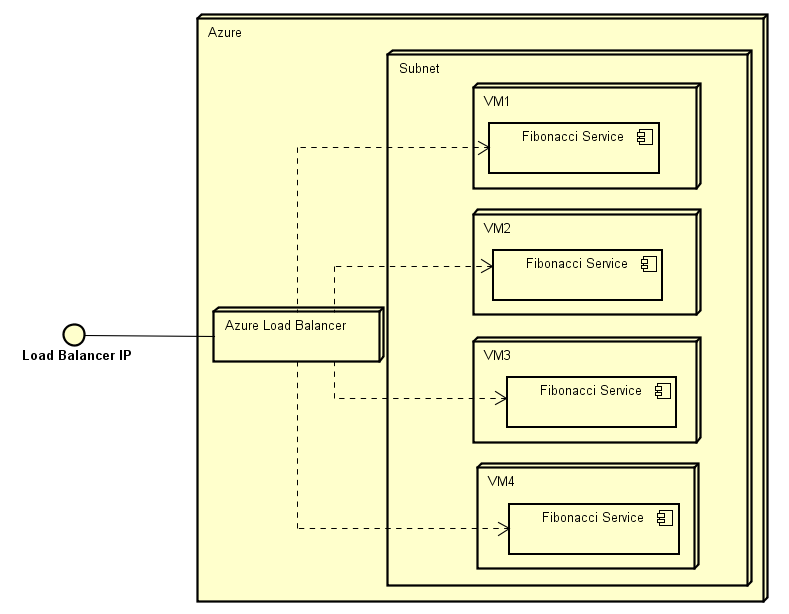 Azure
Subnet
VM1
Fibonacci Service
VM2
Fibonacci Service
Azure Load Balancer
Load Balancer IP
VM3
Fibonacci Service
VM4
Fibonacci Service